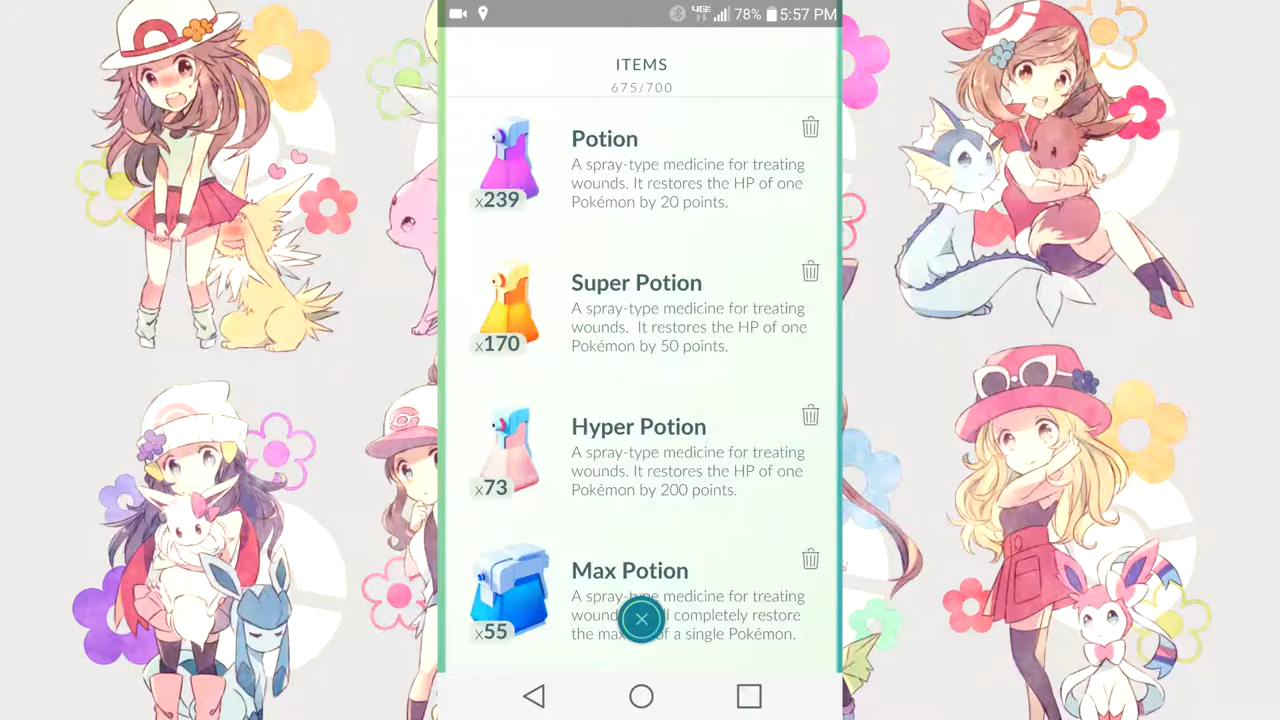 4G 78% 5:57 PM
ITEMS
675/700
Potion
A spray-type medicine for treating
wounds. It restores the HP of one
Pokémon by 20 points.
x239
Super Potion
A spray-type medicine for treating
wounds. It restores the HP of one
Pokémon by 50 points.
x170
Hyper Potion
A spray-type medicine for treating
wounds. It restores the HP of one
Pokémon by 200 points.
x73
Max Potion
A spray-type medicine for treating
completely restore
the of a single Pokémon.
x55